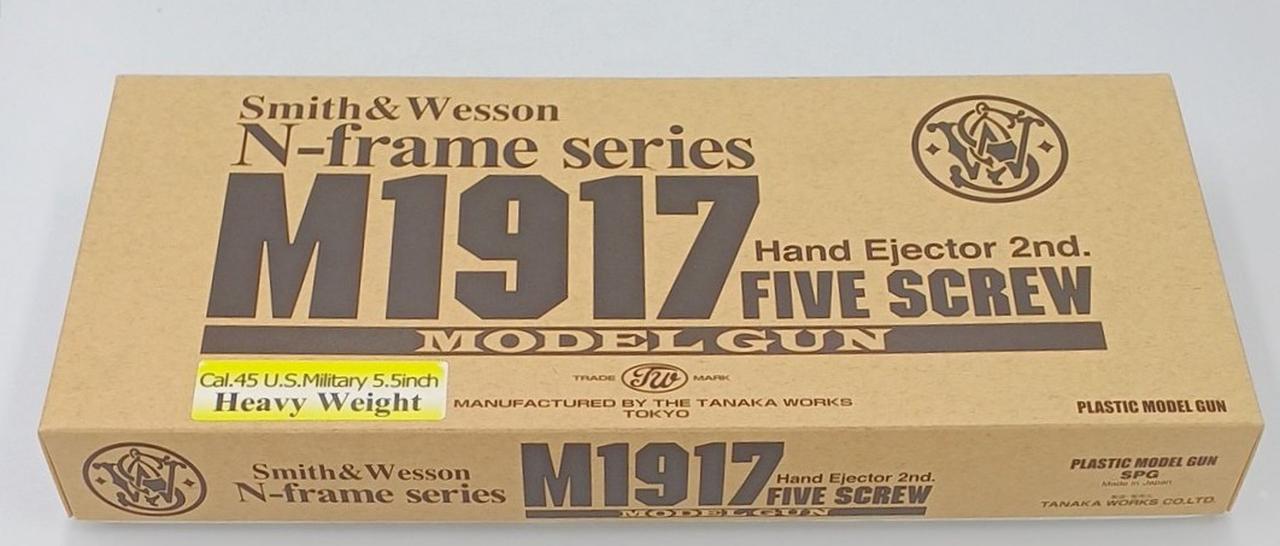 Smith&Wesson
N-frame series
M1917
Hand Ejector 2nd.
FIVE SCREW
MODELGUN
Cal.45 U.S.Military 5.5inch
Heavy Weight
TRADE TW MARK
MANUFACTURED BY THE TANAKA WORKS
TOKYO
PLASTIC MODEL GUN
Smith&Wesson
N-frame series
M1917
Hand Ejector 2nd.
FIVE SCREW
MODELGUN
PLASTIC MODEL GUN
SPG
Made in Japan
TANAKA WORKS CO.LTD.